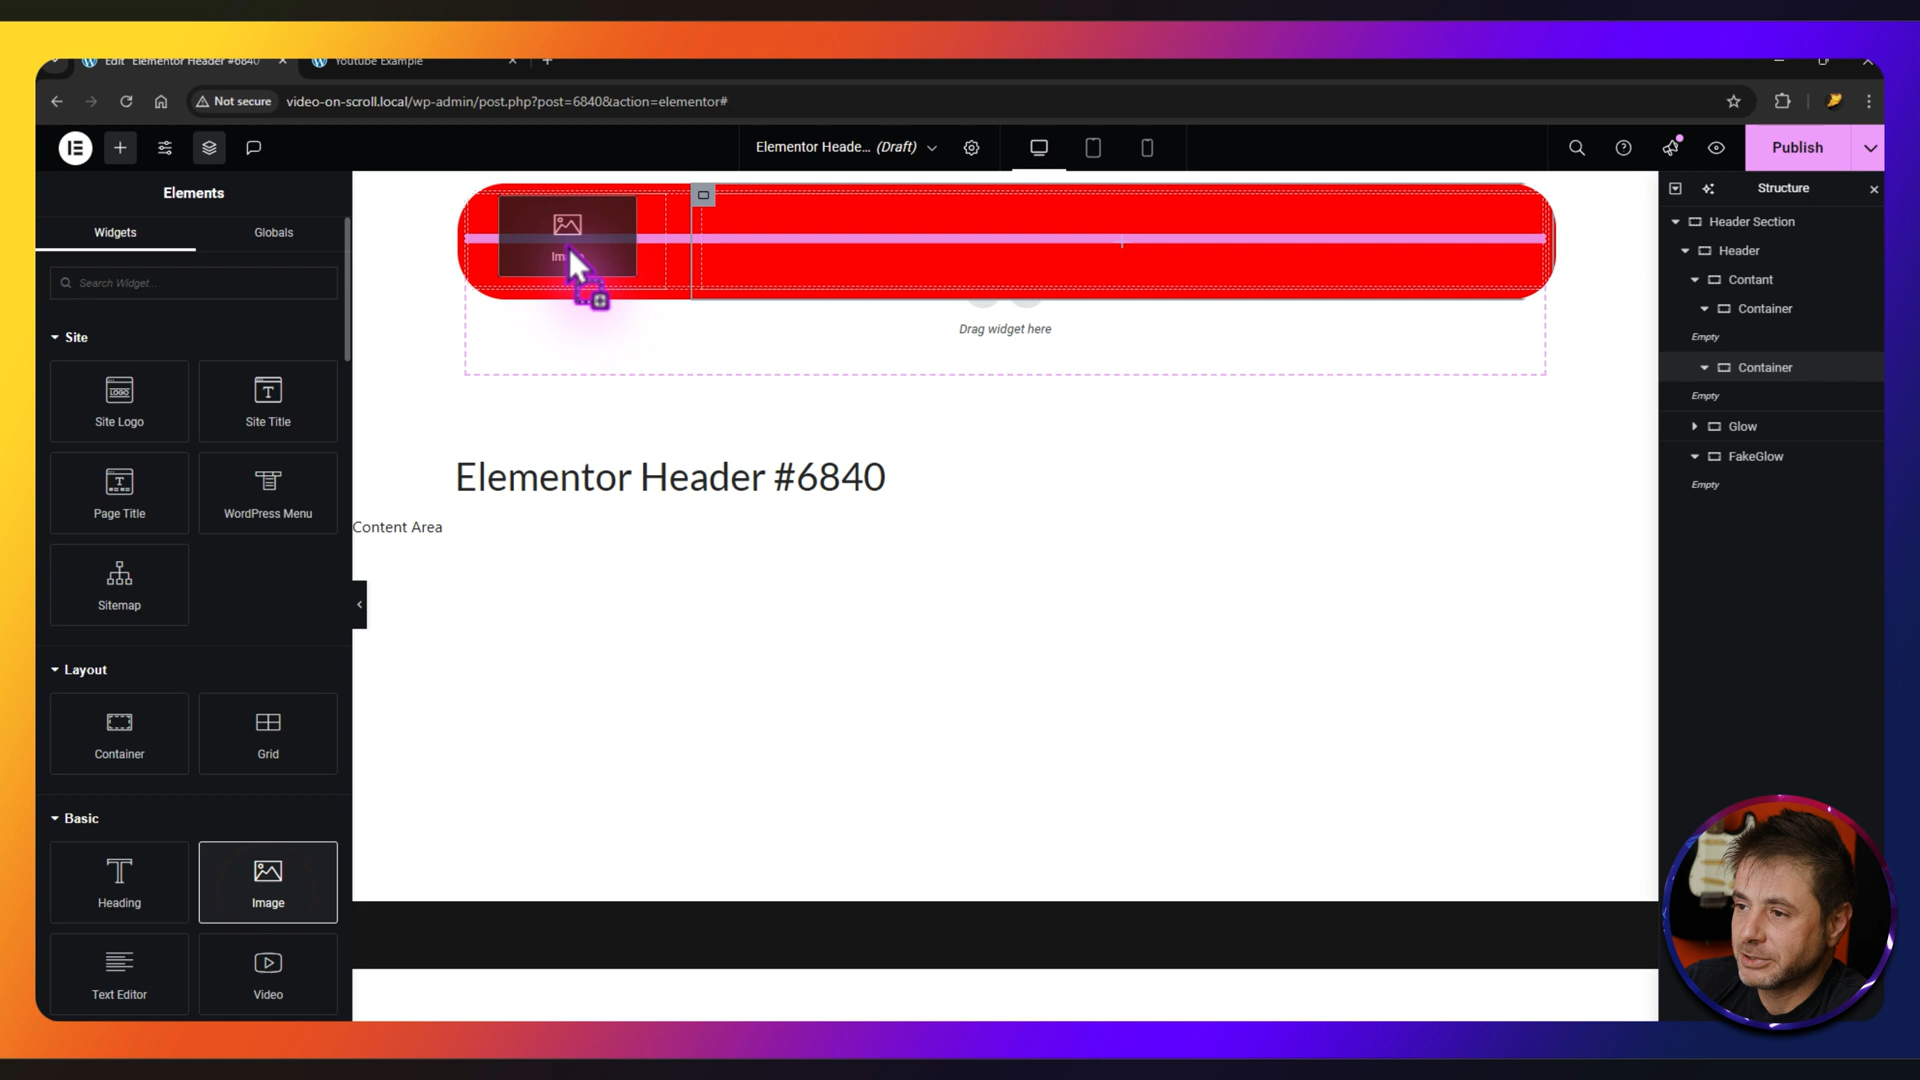 Edit "Elementor Header #6840"
Youtube Example
Not secure
video-on-scroll.local/wp-admin/post.php?post=6840&action=elementor#
Elementor Heade... (Draft)
Publish
Elements
Widgets
Globals
Search Widget...
Site
Site Logo
LOGO
Site Title
Page Title
WordPress Menu
Sitemap
Layout
Container
Grid
Basic
Heading
Image
Text Editor
Video
Drag widget here
Elementor Header #6840
Content Area
Structure
Header Section
Header
Contant
Container
Empty
Container
Empty
Glow
FakeGlow
Empty